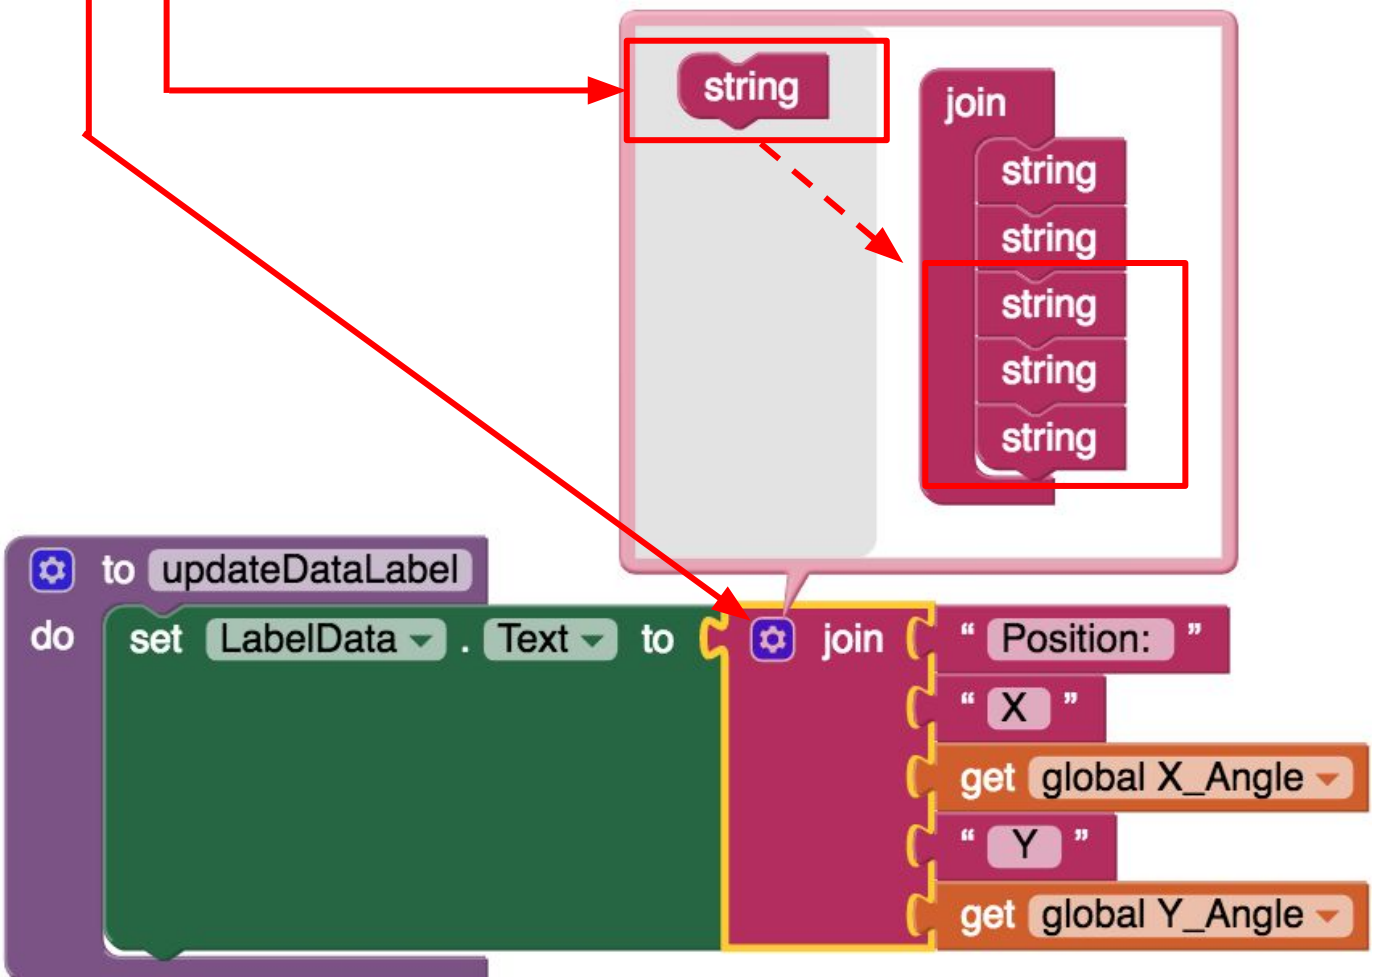 string
join
string
string
string
string
string
to updateDataLabel
do set LabelData . Text to join “ Position: ”
“ X ”
get global X_Angle
“ Y ”
get global Y_Angle